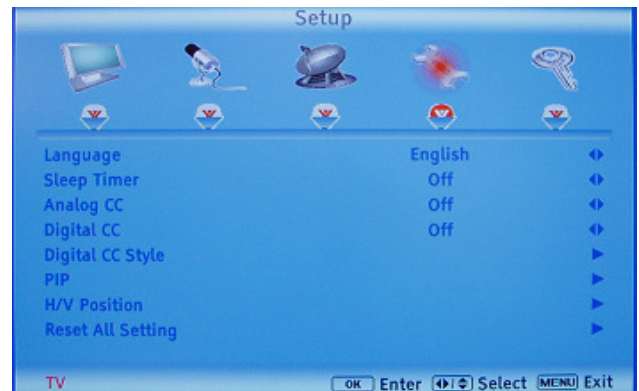 Setup
Language English
Sleep Timer Off
Analog CC Off
Digital CC Off
Digital CC Style
PIP
H/V Position
Reset All Setting
TV OK Enter Select MENU Exit